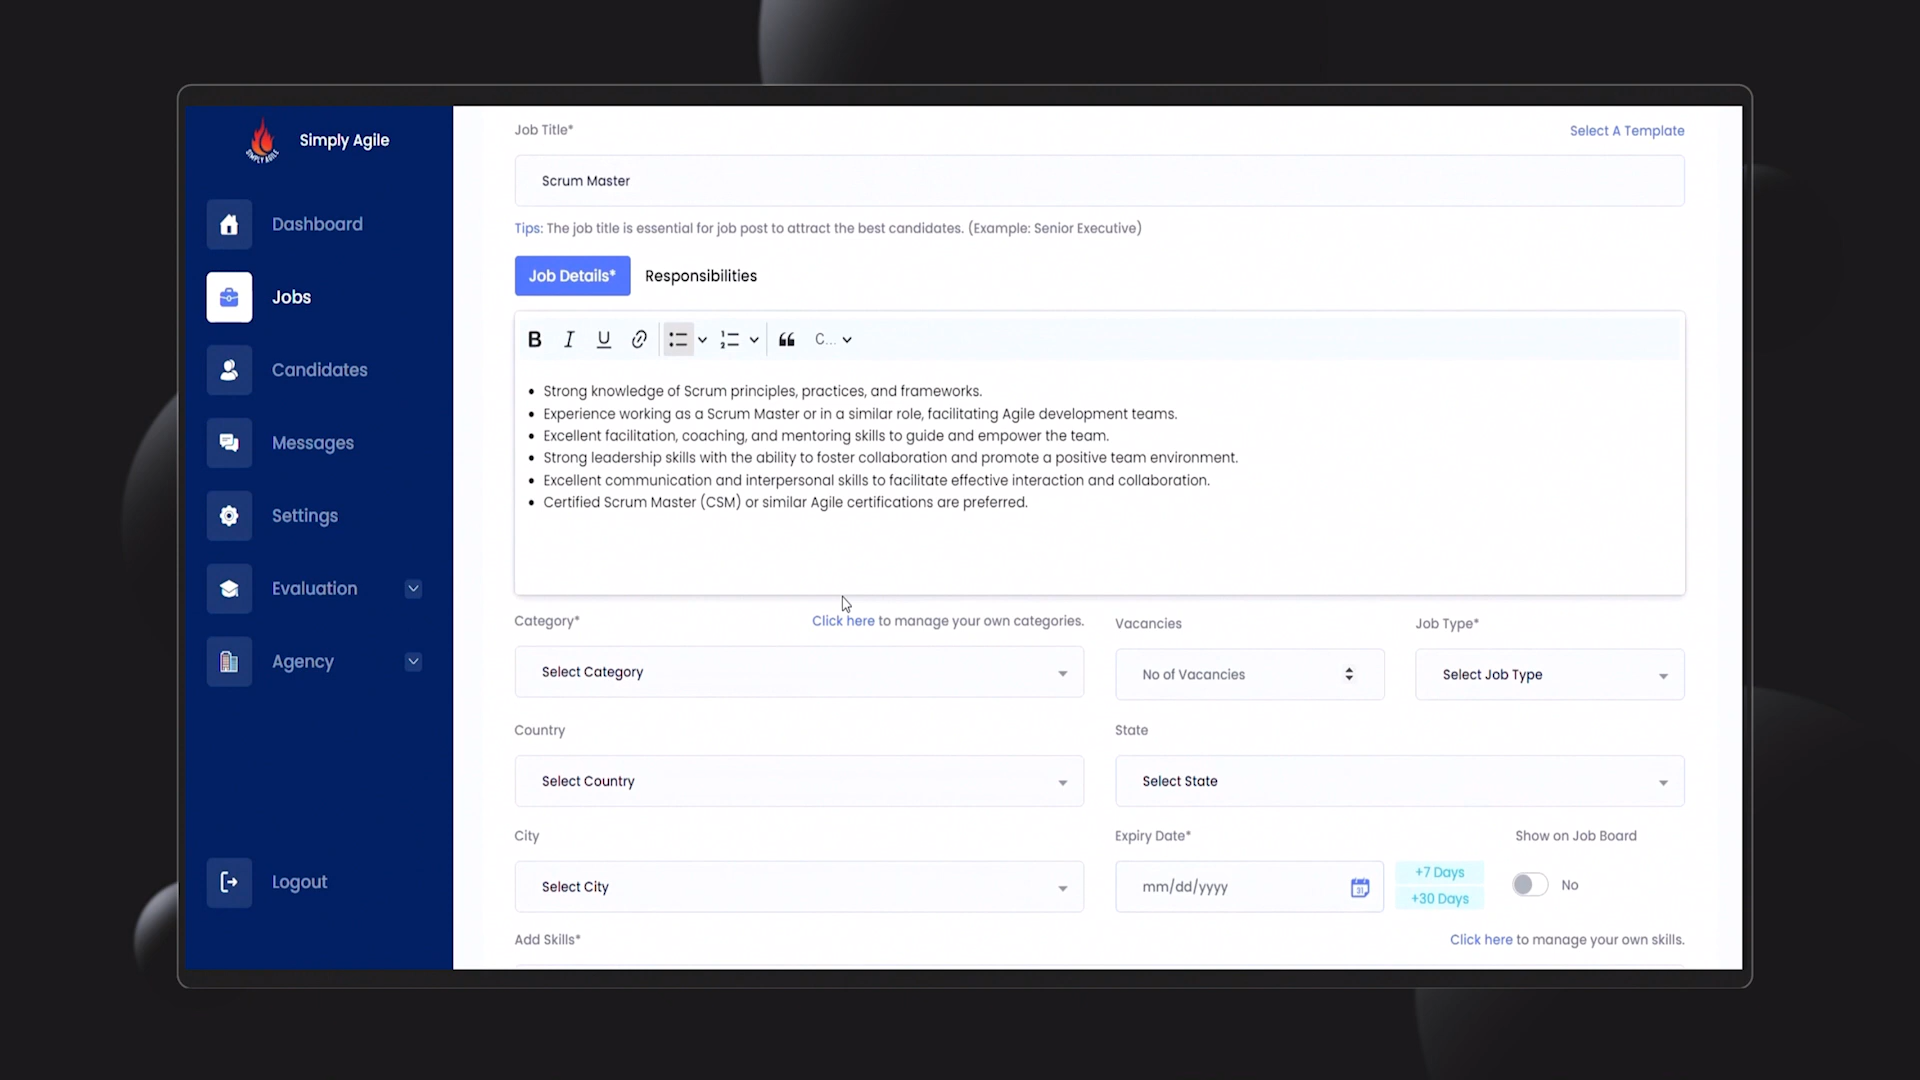 SIMPLY AGILE
Simply Agile
Dashboard
Jobs
Candidates
Messages
Settings
Evaluation
Agency
Logout
Job Title*
Select A Template
Scrum Master
Tips: The job title is essential for job post to attract the best candidates. (Example: Senior Executive)
Job Details* Responsibilities
B I U C...
• Strong knowledge of Scrum principles, practices, and frameworks.
• Experience working as a Scrum Master or in a similar role, facilitating Agile development teams.
• Excellent facilitation, coaching, and mentoring skills to guide and empower the team.
• Strong leadership skills with the ability to foster collaboration and promote a positive team environment.
• Excellent communication and interpersonal skills to facilitate effective interaction and collaboration.
• Certified Scrum Master (CSM) or similar Agile certifications are preferred.
Category* Click here to manage your own categories. Vacancies Job Type*
Select Category No of Vacancies Select Job Type
Country State
Select Country Select State
City Expiry Date* Show on Job Board
Select City mm/dd/yyyy 31 +7 Days
+30 Days No
Add Skills* Click here to manage your own skills.